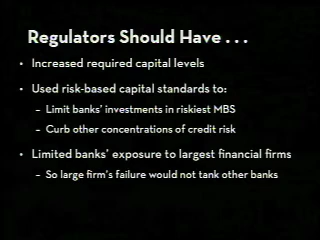 Regulators Should Have . . .
• Increased required capital levels
• Used risk-based capital standards to:
– Limit banks' investments in riskiest MBS
– Curb other concentrations of credit risk
• Limited banks' exposure to largest financial firms
– So large firm's failure would not tank other banks